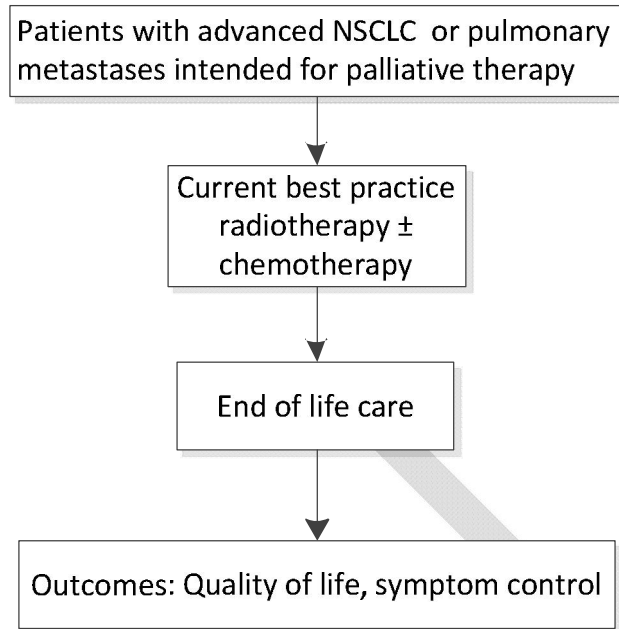 Patients with advanced NSCLC or pulmonary
metastases intended for palliative therapy
Current best practice
radiotherapy ±
chemotherapy
End of life care
Outcomes: Quality of life, symptom control